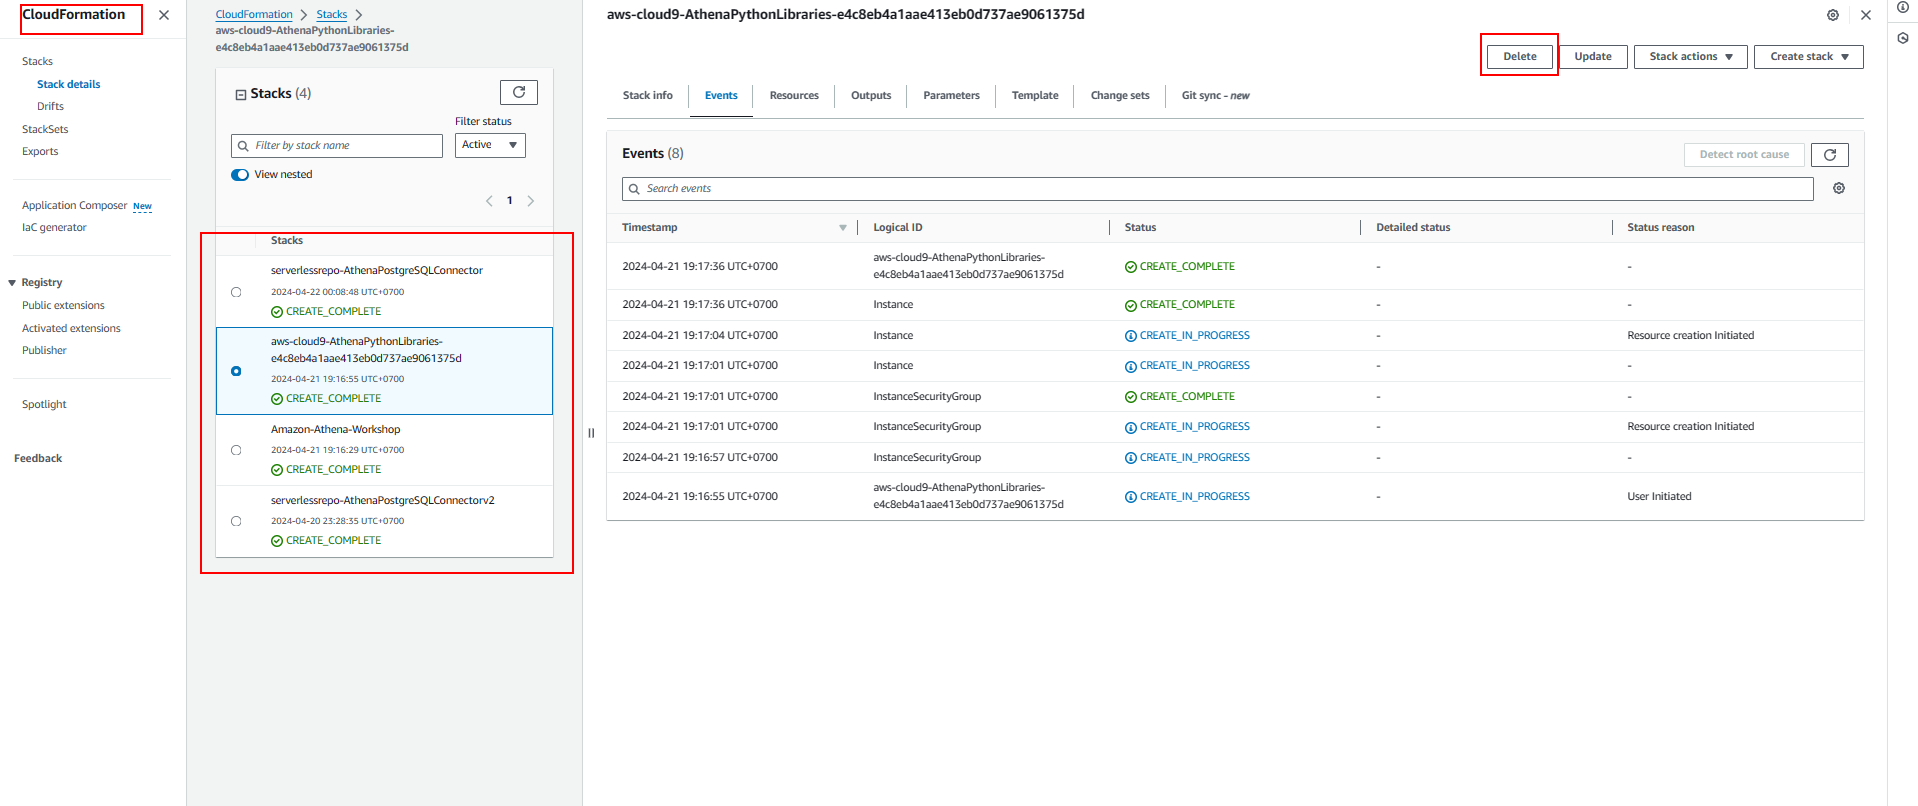 CloudFormation
Stacks
Stack details
Drifts
StackSets
Exports
Application Composer New
IaC generator
Registry
Public extensions
Activated extensions
Publisher
Spotlight
Feedback
CloudFormation
Stacks
aws-cloud9-AthenaPythonLibraries-
e4c8eb4a1aae413eb0d737ae9061375d
Stacks (4)
Filter status
Filter by stack name
Active
View nested
1
Stacks
serverlessrepo-AthenaPostgreSQLConnector
2024-04-22 00:08:48 UTC+0700
CREATE_COMPLETE
aws-cloud9-AthenaPythonLibraries-
e4c8eb4a1aae413eb0d737ae9061375d
2024-04-21 19:16:55 UTC+0700
CREATE_COMPLETE
Amazon-Athena-Workshop
2024-04-21 19:16:29 UTC+0700
CREATE_COMPLETE
serverlessrepo-AthenaPostgreSQLConnectorv2
2024-04-20 23:28:35 UTC+0700
CREATE_COMPLETE
aws-cloud9-AthenaPythonLibraries-e4c8eb4a1aae413eb0d737ae9061375d
Delete Update Stack actions Create stack
Stack info Events Resources Outputs Parameters Template Change sets Git sync - new
Events (8)
Detect root cause
Search events
Timestamp Logical ID Status Detailed status Status reason
2024-04-21 19:17:36 UTC+0700 aws-cloud9-AthenaPythonLibraries- CREATE_COMPLETE - -
e4c8eb4a1aae413eb0d737ae9061375d
2024-04-21 19:17:36 UTC+0700 Instance CREATE_COMPLETE - -
2024-04-21 19:17:04 UTC+0700 Instance CREATE_IN_PROGRESS - Resource creation Initiated
2024-04-21 19:17:01 UTC+0700 Instance CREATE_IN_PROGRESS - -
2024-04-21 19:17:01 UTC+0700 InstanceSecurityGroup CREATE_COMPLETE - -
2024-04-21 19:17:01 UTC+0700 InstanceSecurityGroup CREATE_IN_PROGRESS - Resource creation Initiated
2024-04-21 19:16:57 UTC+0700 InstanceSecurityGroup CREATE_IN_PROGRESS - -
2024-04-21 19:16:55 UTC+0700 aws-cloud9-AthenaPythonLibraries- CREATE_IN_PROGRESS - User Initiated
e4c8eb4a1aae413eb0d737ae9061375d